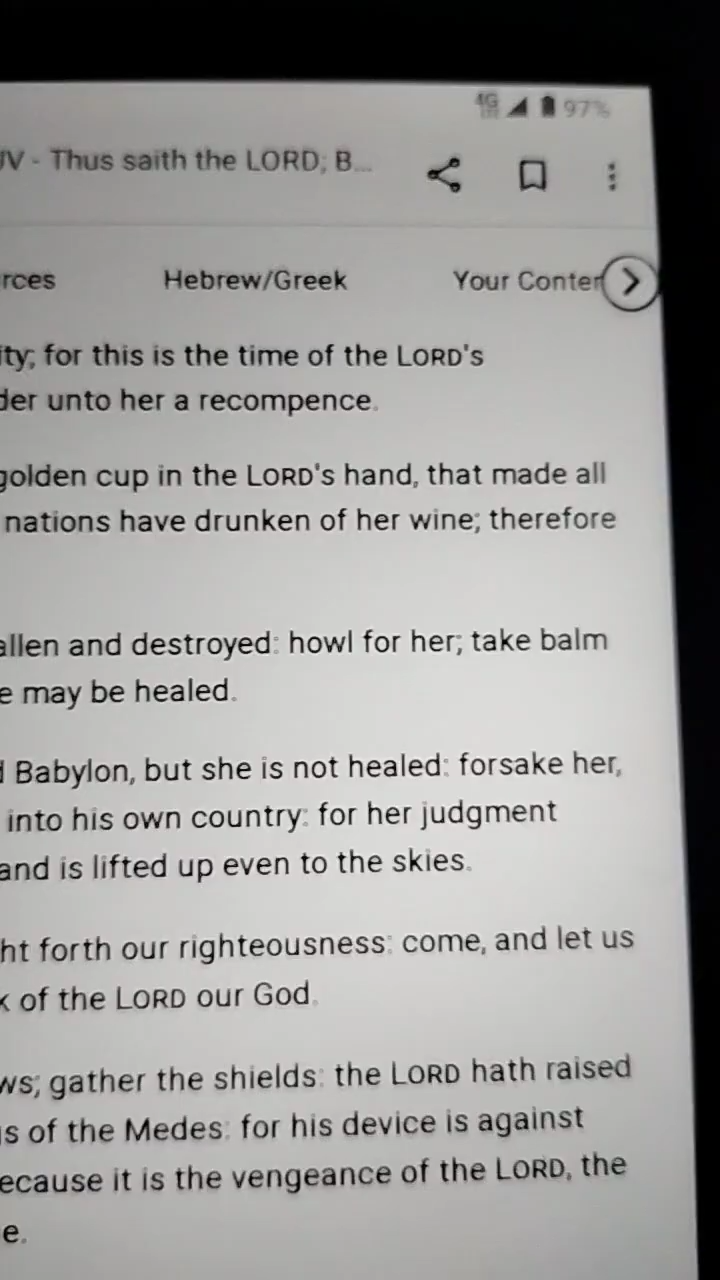 4G 97%
JV - Thus saith the LORD; B...
rces Hebrew/Greek Your Conter
ity; for this is the time of the LORD's
der unto her a recompence.
golden cup in the LORD's hand, that made all
nations have drunken of her wine; therefore
allen and destroyed: howl for her; take balm
e may be healed.
d Babylon, but she is not healed: forsake her,
into his own country: for her judgment
and is lifted up even to the skies.
ht forth our righteousness: come, and let us
k of the LORD our God.
ws; gather the shields: the LORD hath raised
gs of the Medes: for his device is against
ecause it is the vengeance of the LORD, the
e.